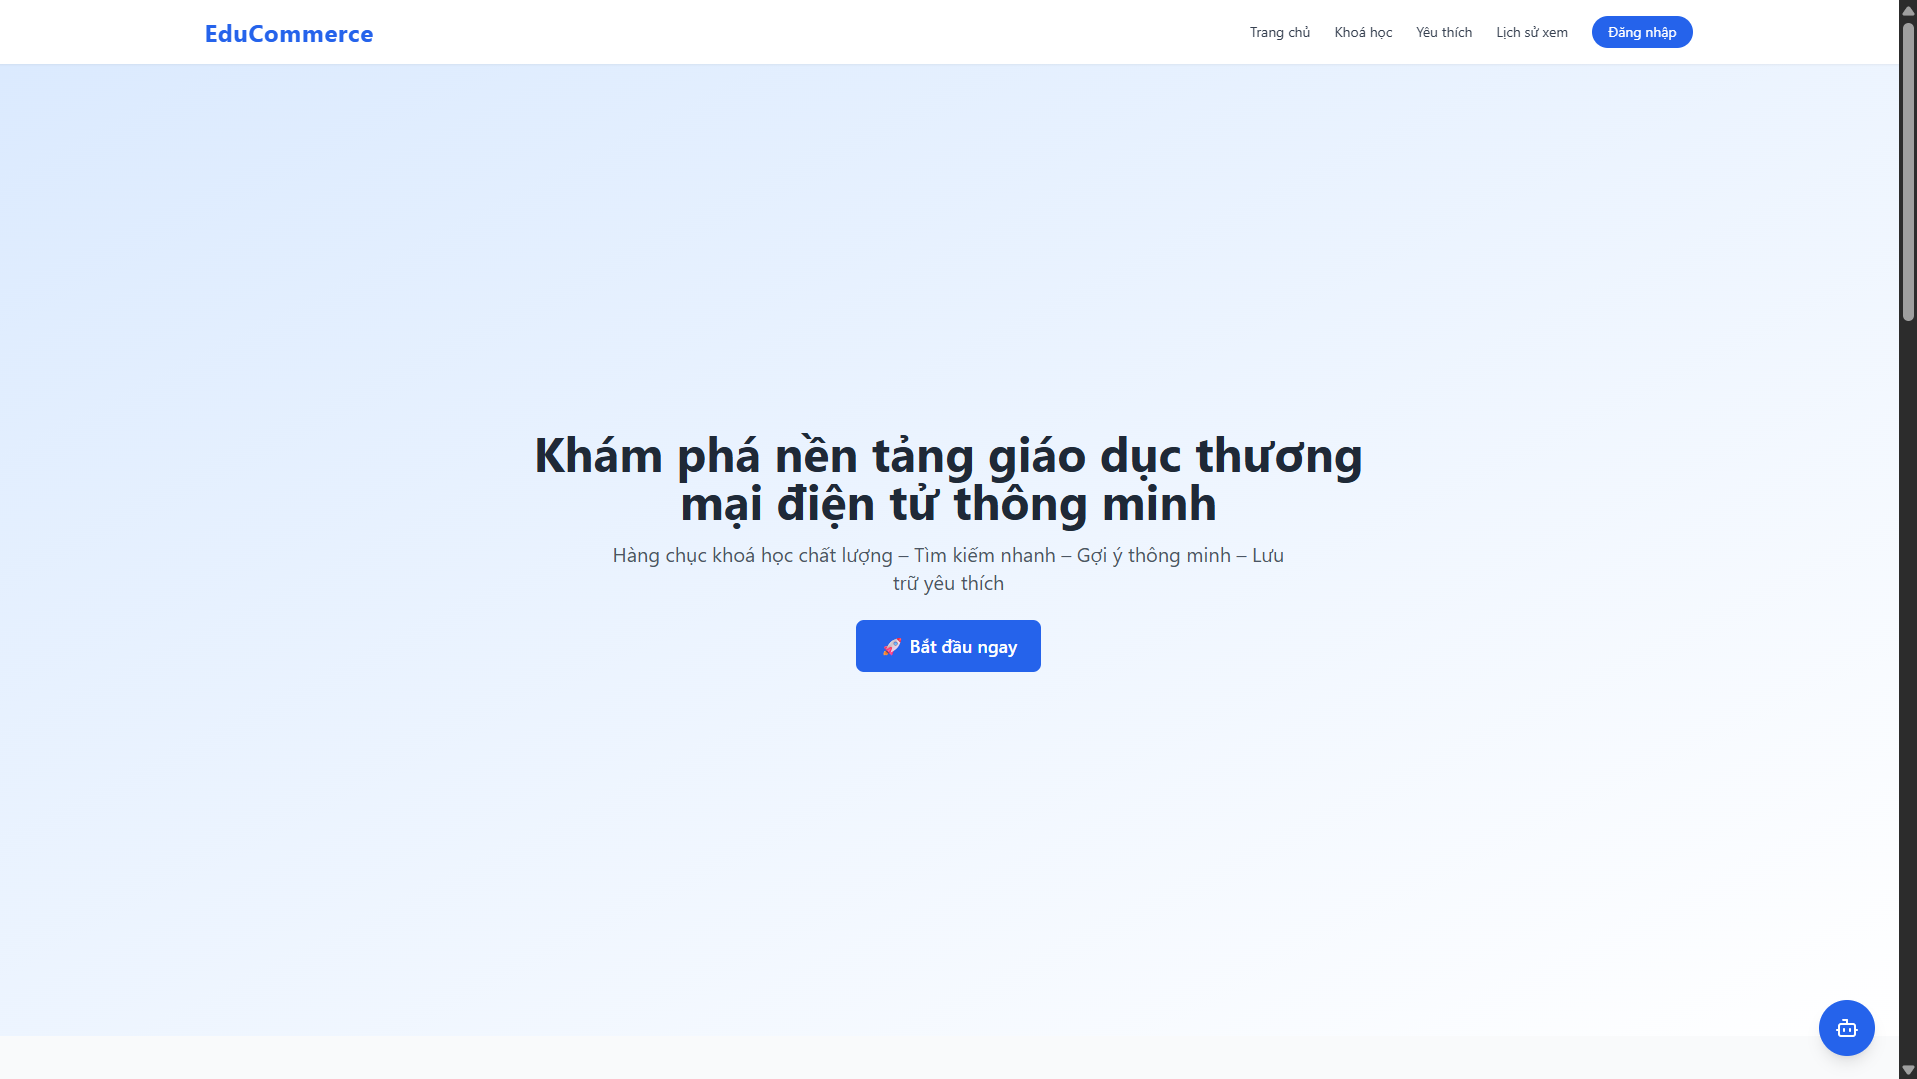 EduCommerce
Trang chủ
Khoá học
Yêu thích
Lịch sử xem
Đăng nhập
Khám phá nền tảng giáo dục thương
mại điện tử thông minh
Hàng chục khoá học chất lượng – Tìm kiếm nhanh – Gợi ý thông minh – Lưu
trữ yêu thích
🚀 Bắt đầu ngay